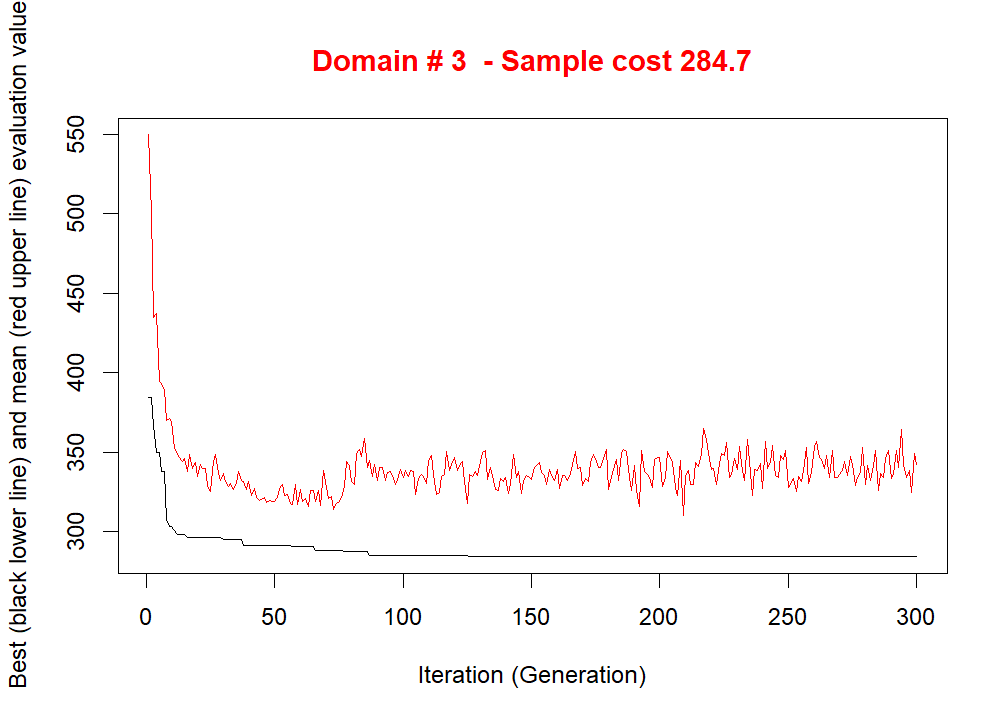 Domain # 3  - Sample cost 284.7
Best (black lower line) and mean (red upper line) evaluation value
550
500
450
400
350
300
0 50 100 150 200 250 300
Iteration (Generation)